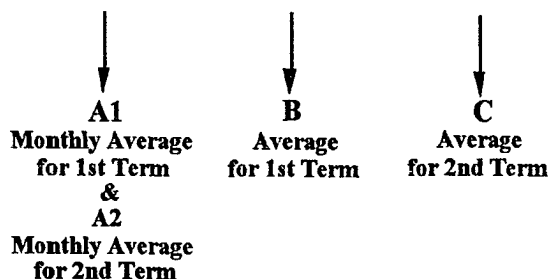 A1
Monthly Average
for 1st Term
&
A2
Monthly Average
for 2nd Term
B
Average
for 1st Term
C
Average
for 2nd Term